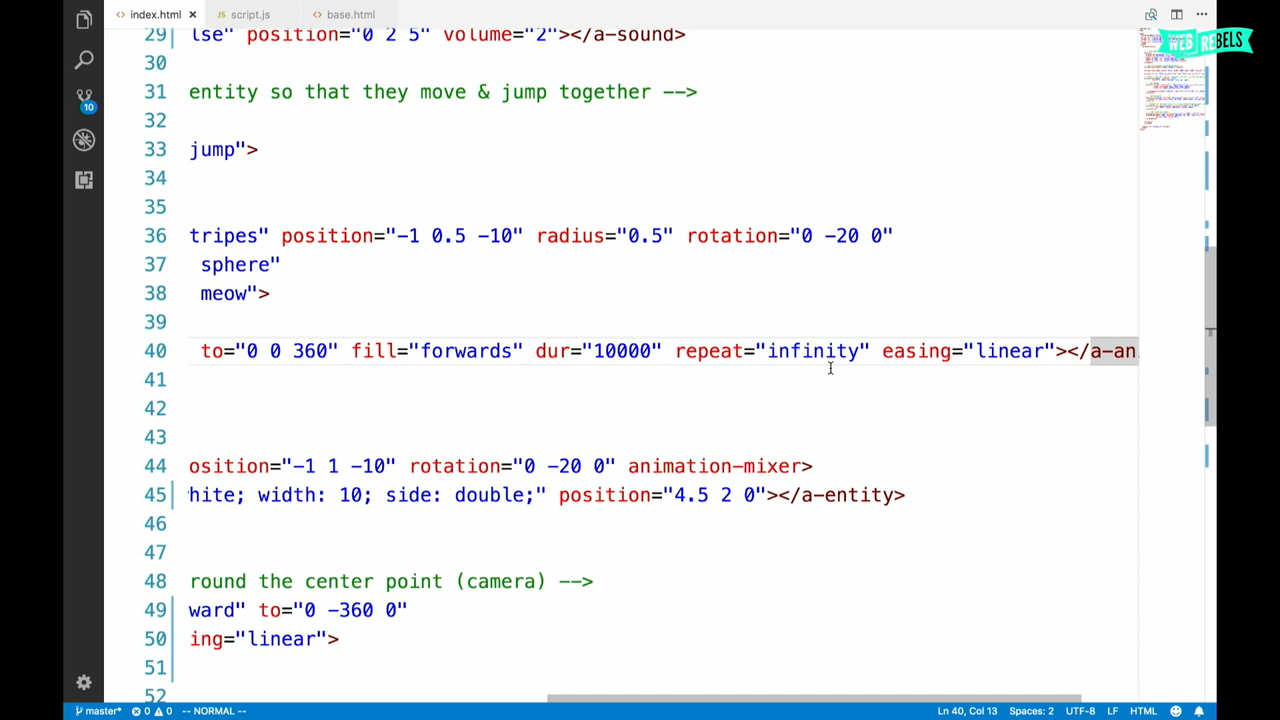 index.html
script.js
base.html
WEB REBELS
29 lse" position="0 2 5" volume="2"></a-sound>
30
31 entity so that they move & jump together -->
32
33 jump">
34
35
36 tripes" position="-1 0.5 -10" radius="0.5" rotation="0 -20 0"
37 sphere"
38 meow">
39
40 to="0 0 360" fill="forwards" dur="10000" repeat="infinity" easing="linear"></a-an
41
42
43
44 osition="-1 1 -10" rotation="0 -20 0" animation-mixer>
45 hite; width: 10; side: double;" position="4.5 2 0"></a-entity>
46
47
48 round the center point (camera) -->
49 ward" to="0 -360 0"
50 ing="linear">
51
52
10
master* 0 0 -- NORMAL -- Ln 40, Col 13 Spaces: 2 UTF-8 LF HTML